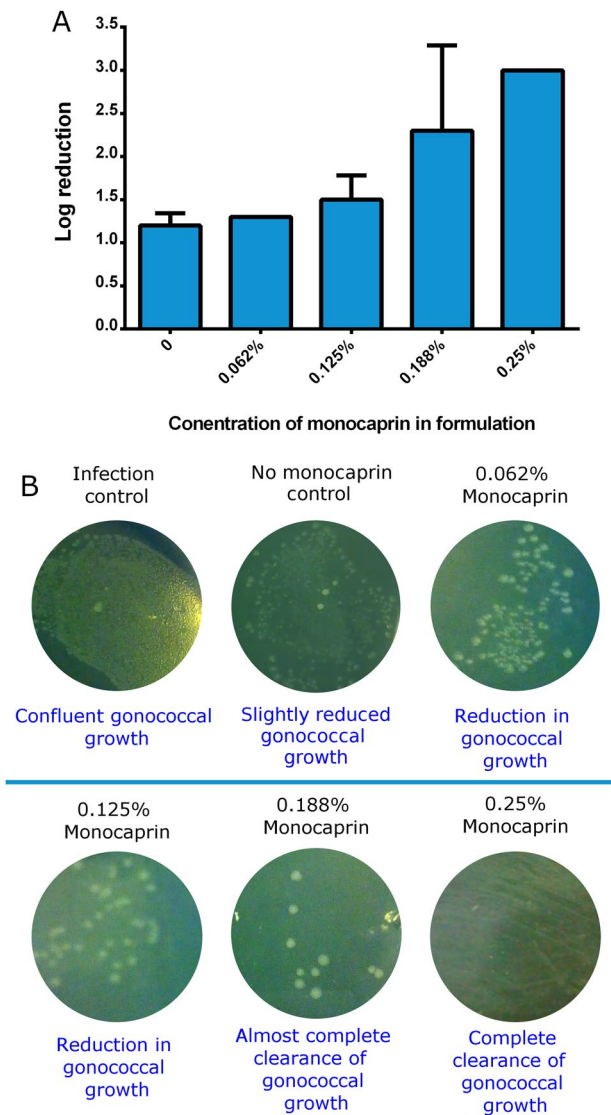 A
Log reduction
3.5
3.0
2.5
2.0
1.5
1.0
0.5
0.0
0
0.062%
0.125%
0.188%
0.25%
Conentration of monocaprin in formulation
B
Infection
control
No monocaprin
control
0.062%
Monocaprin
Confluent gonococcal
growth
Slightly reduced
gonococcal
growth
Reduction in
gonococcal
growth
0.125%
Monocaprin
0.188%
Monocaprin
0.25%
Monocaprin
Reduction in
gonococcal
growth
Almost complete
clearance of
gonococcal
growth
Complete
clearance of
gonococcal
growth